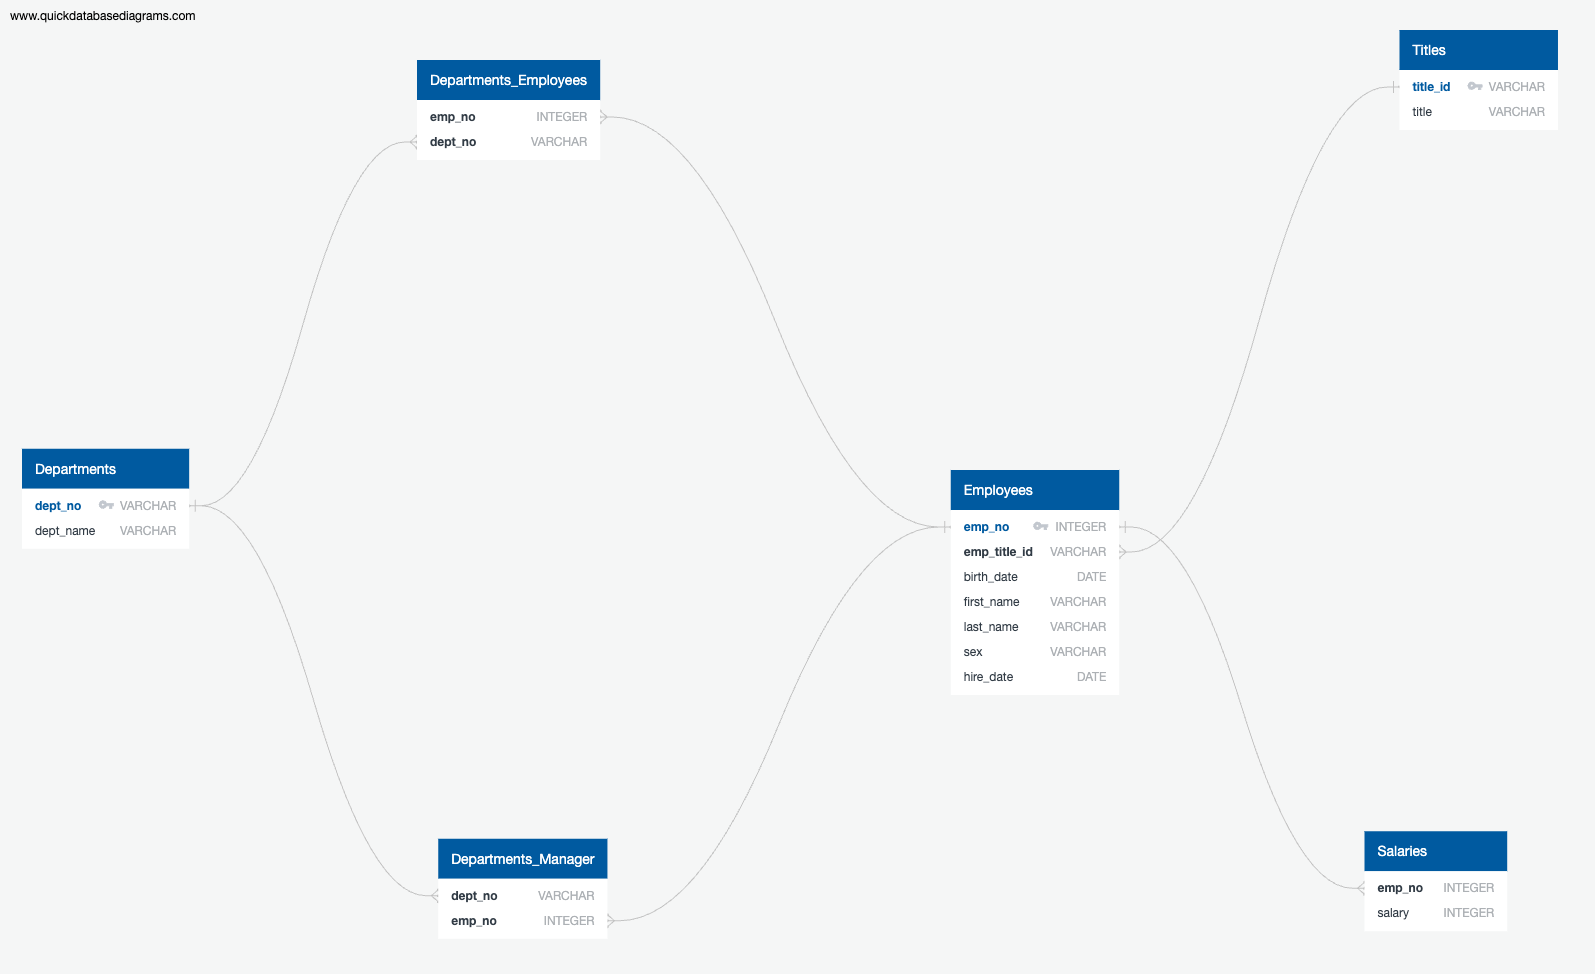 www.quickdatabasediagrams.com
Departments_Employees
emp_no INTEGER
dept_no VARCHAR
Titles
title_id VARCHAR
title VARCHAR
Departments
dept_no VARCHAR
dept_name VARCHAR
Employees
emp_no INTEGER
emp_title_id VARCHAR
birth_date DATE
first_name VARCHAR
last_name VARCHAR
sex VARCHAR
hire_date DATE
Departments_Manager
dept_no VARCHAR
emp_no INTEGER
Salaries
emp_no INTEGER
salary INTEGER